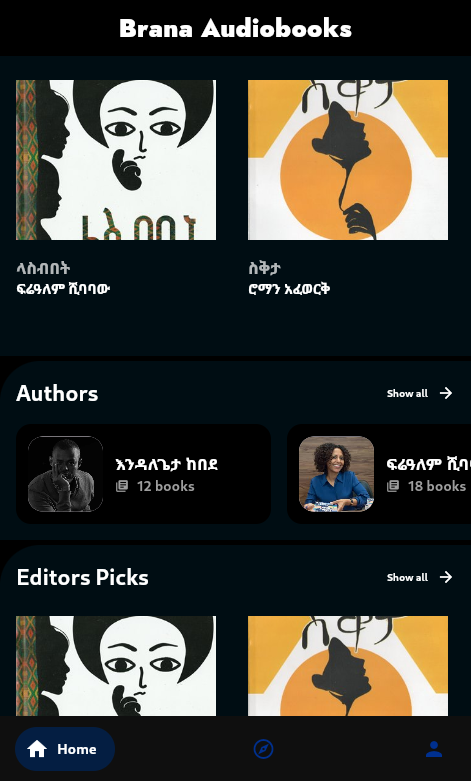 Brana Audiobooks
ላስብበት
ፍሬዓለም ሺባባው
ስቅታ
ሮማን አፈወርቅ
Authors
Show all
እንዳለጌታ ከበደ
12 books
ፍሬዓለም ሺባ
18 books
Editors Picks
Show all
Home